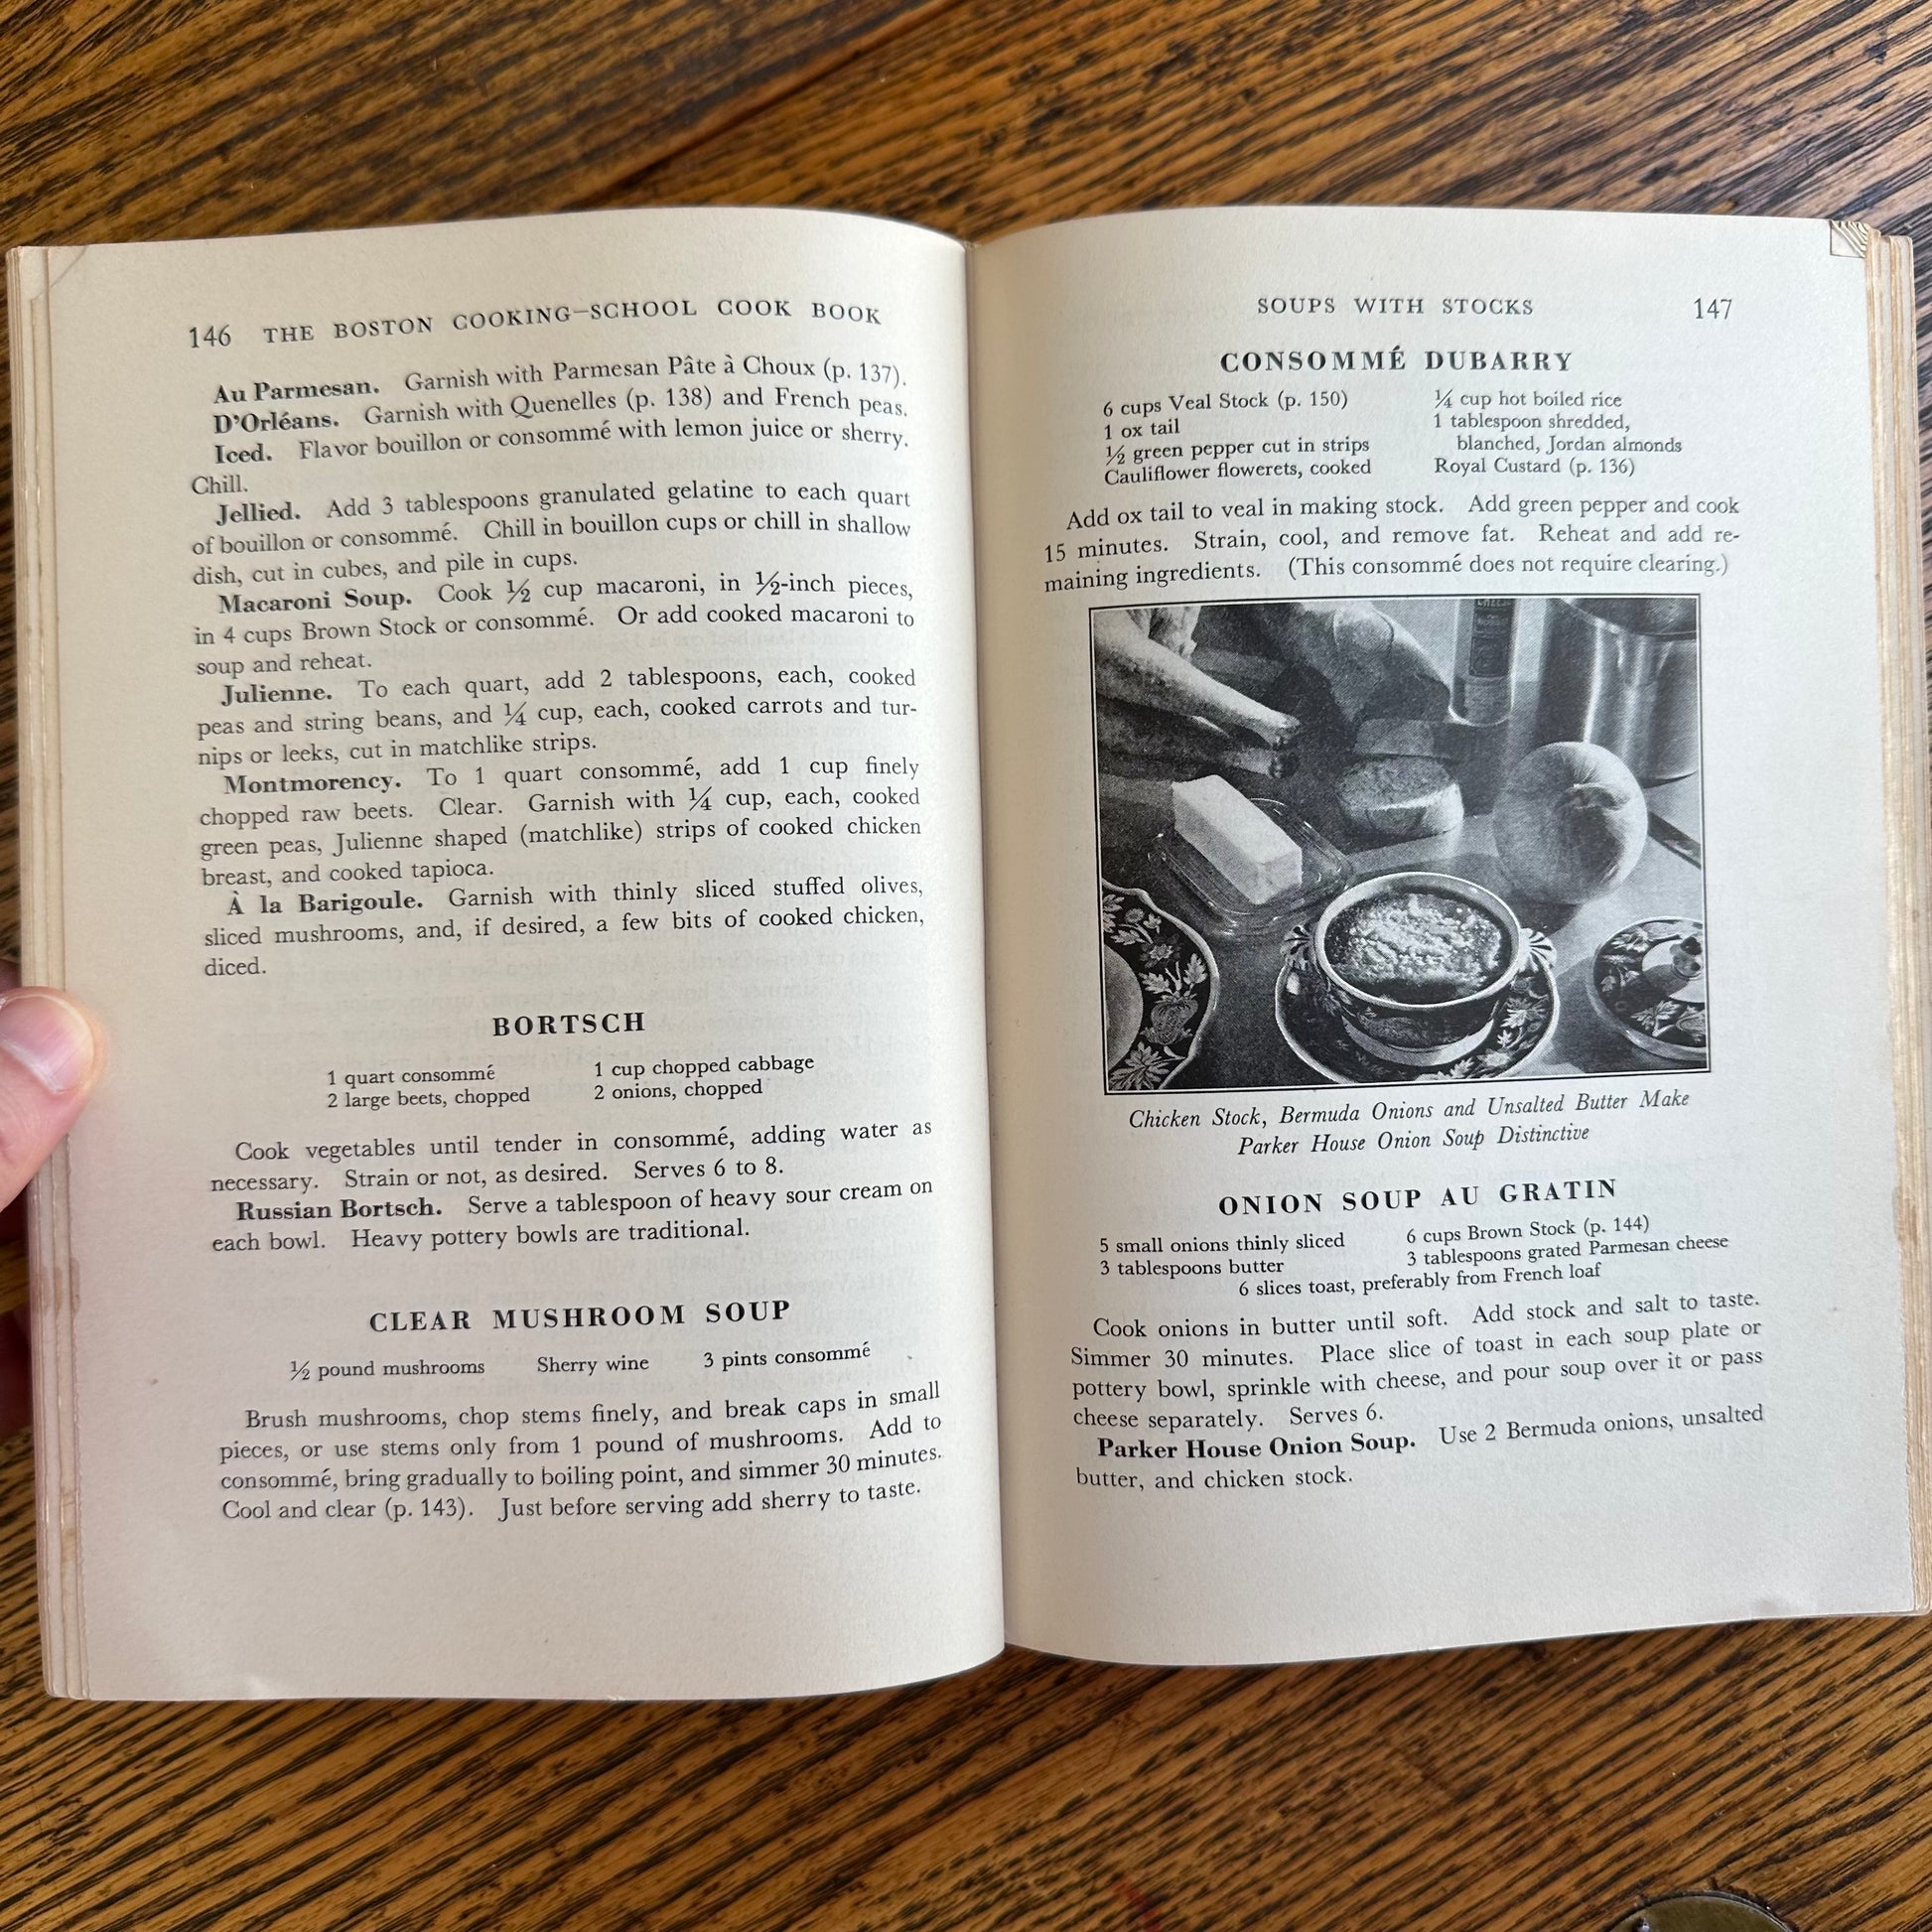 146 THE BOSTON COOKING—SCHOOL COOK BOOK
Au Parmesan. Garnish with Parmesan Pâte à Choux (p. 137).
D'Orléans. Garnish with Quenelles (p. 138) and French peas.
Iced. Flavor bouillon or consommé with lemon juice or sherry.
Chill.
Jellied. Add 3 tablespoons granulated gelatine to each quart
of bouillon or consommé. Chill in bouillon cups or chill in shallow
dish, cut in cubes, and pile in cups.
Macaroni Soup. Cook ½ cup macaroni, in ½-inch pieces,
in 4 cups Brown Stock or consommé. Or add cooked macaroni to
soup and reheat.
Julienne. To each quart, add 2 tablespoons, each, cooked
peas and string beans, and ¼ cup, each, cooked carrots and tur-
nips or leeks, cut in matchlike strips.
Montmorency. To 1 quart consommé, add 1 cup finely
chopped raw beets. Clear. Garnish with ¼ cup, each, cooked
green peas, Julienne shaped (matchlike) strips of cooked chicken
breast, and cooked tapioca.
À la Barigoule. Garnish with thinly sliced stuffed olives,
sliced mushrooms, and, if desired, a few bits of cooked chicken,
diced.
BORTSCH
1 quart consommé
2 large beets, chopped
1 cup chopped cabbage
2 onions, chopped
Cook vegetables until tender in consommé, adding water as
necessary. Strain or not, as desired. Serves 6 to 8.
Russian Bortsch. Serve a tablespoon of heavy sour cream on
each bowl. Heavy pottery bowls are traditional.
CLEAR MUSHROOM SOUP
½ pound mushrooms Sherry wine 3 pints consommé
Brush mushrooms, chop stems finely, and break caps in small
pieces, or use stems only from 1 pound of mushrooms. Add to
consommé, bring gradually to boiling point, and simmer 30 minutes.
Cool and clear (p. 143). Just before serving add sherry to taste.
SOUPS WITH STOCKS 147
CONSOMMÉ DUBARRY
6 cups Veal Stock (p. 150)
1 ox tail
½ green pepper cut in strips
Cauliflower flowerets, cooked
¼ cup hot boiled rice
1 tablespoon shredded,
blanched, Jordan almonds
Royal Custard (p. 136)
Add ox tail to veal in making stock. Add green pepper and cook
15 minutes. Strain, cool, and remove fat. Reheat and add re-
maining ingredients. (This consommé does not require clearing.)
CHEESE
Chicken Stock, Bermuda Onions and Unsalted Butter Make
Parker House Onion Soup Distinctive
ONION SOUP AU GRATIN
5 small onions thinly sliced
3 tablespoons butter
6 cups Brown Stock (p. 144)
3 tablespoons grated Parmesan cheese
6 slices toast, preferably from French loaf
Cook onions in butter until soft. Add stock and salt to taste.
Simmer 30 minutes. Place slice of toast in each soup plate or
pottery bowl, sprinkle with cheese, and pour soup over it or pass
cheese separately. Serves 6.
Parker House Onion Soup. Use 2 Bermuda onions, unsalted
butter, and chicken stock.